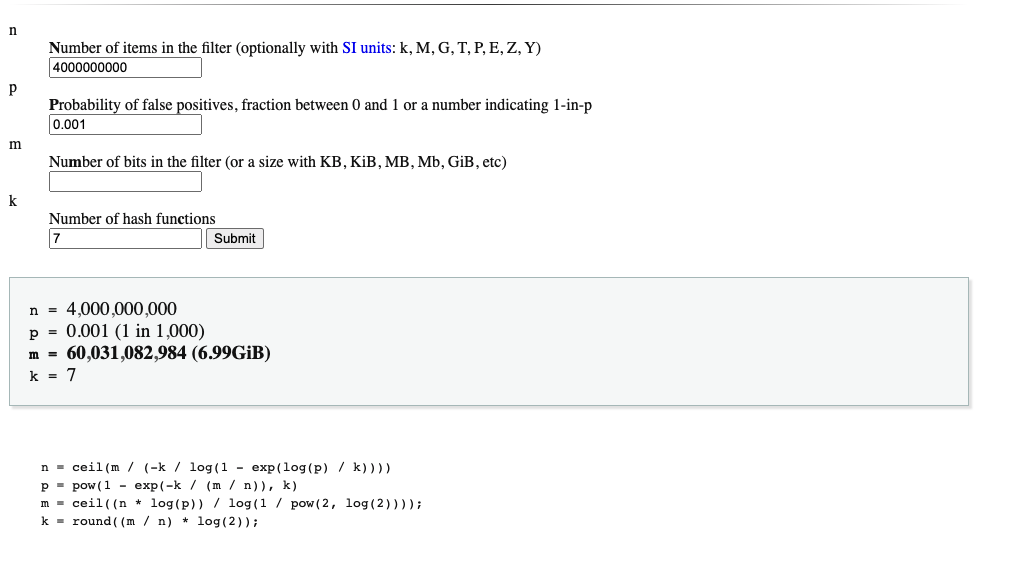 n
Number of items in the filter (optionally with SI units: k, M, G, T, P, E, Z, Y)
4000000000
p
Probability of false positives, fraction between 0 and 1 or a number indicating 1-in-p
0.001
m
Number of bits in the filter (or a size with KB, KiB, MB, Mb, GiB, etc)
k
Number of hash functions
7 Submit
n = 4,000,000,000
p = 0.001 (1 in 1,000)
m = 60,031,082,984 (6.99GiB)
k = 7
n = ceil(m / (-k / log(1 - exp(log(p) / k))))
p = pow(1 - exp(-k / (m / n)), k)
m = ceil((n * log(p)) / log(1 / pow(2, log(2))));
k = round((m / n) * log(2));